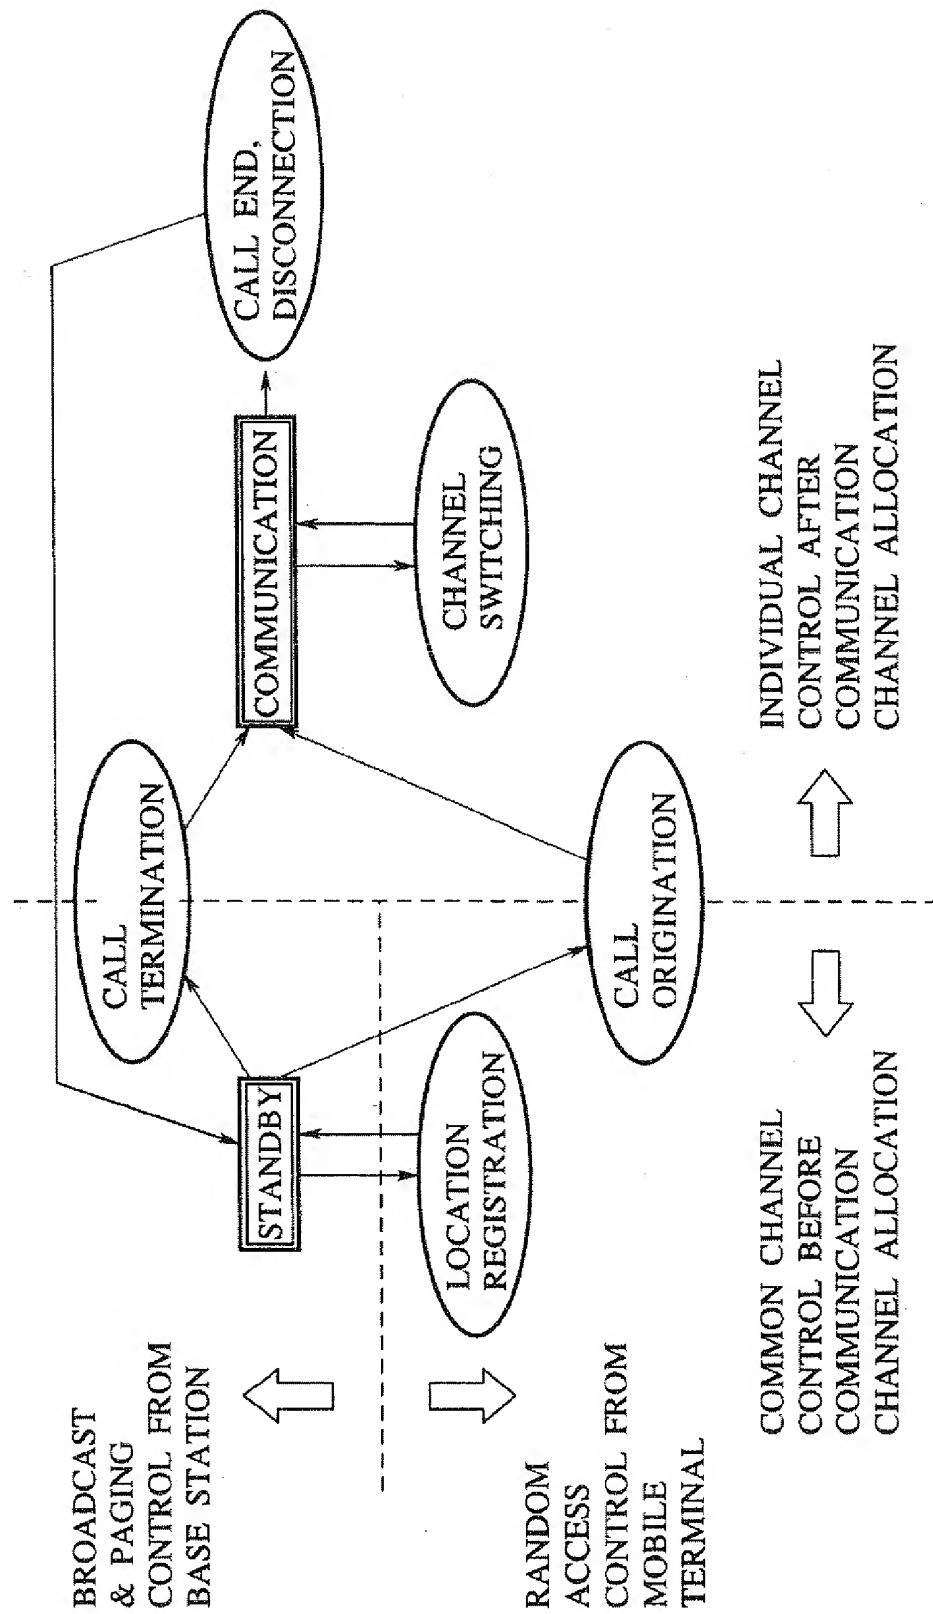 BROADCAST
& PAGING
CONTROL FROM
BASE STATION
RANDOM
ACCESS
CONTROL FROM
MOBILE
TERMINAL
STANDBY
LOCATION
REGISTRATION
CALL
TERMINATION
CALL
ORIGINATION
COMMUNICATION
CHANNEL
SWITCHING
CALL END,
DISCONNECTION
COMMON CHANNEL
CONTROL BEFORE
COMMUNICATION
CHANNEL ALLOCATION
INDIVIDUAL CHANNEL
CONTROL AFTER
COMMUNICATION
CHANNEL ALLOCATION